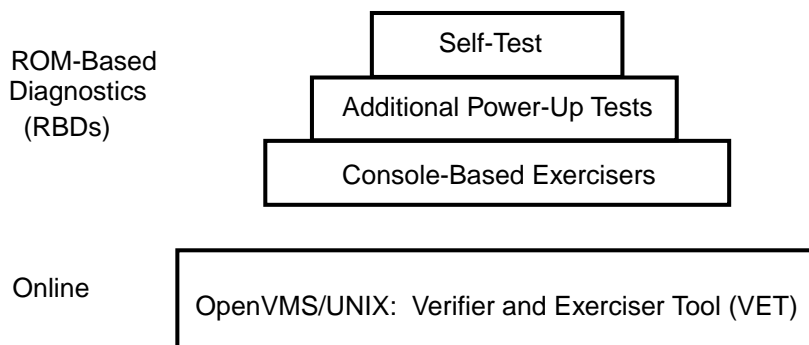 ROM-Based
Diagnostics
(RBDs)
Self-Test
Additional Power-Up Tests
Console-Based Exercisers
Online
OpenVMS/UNIX: Verifier and Exerciser Tool (VET)